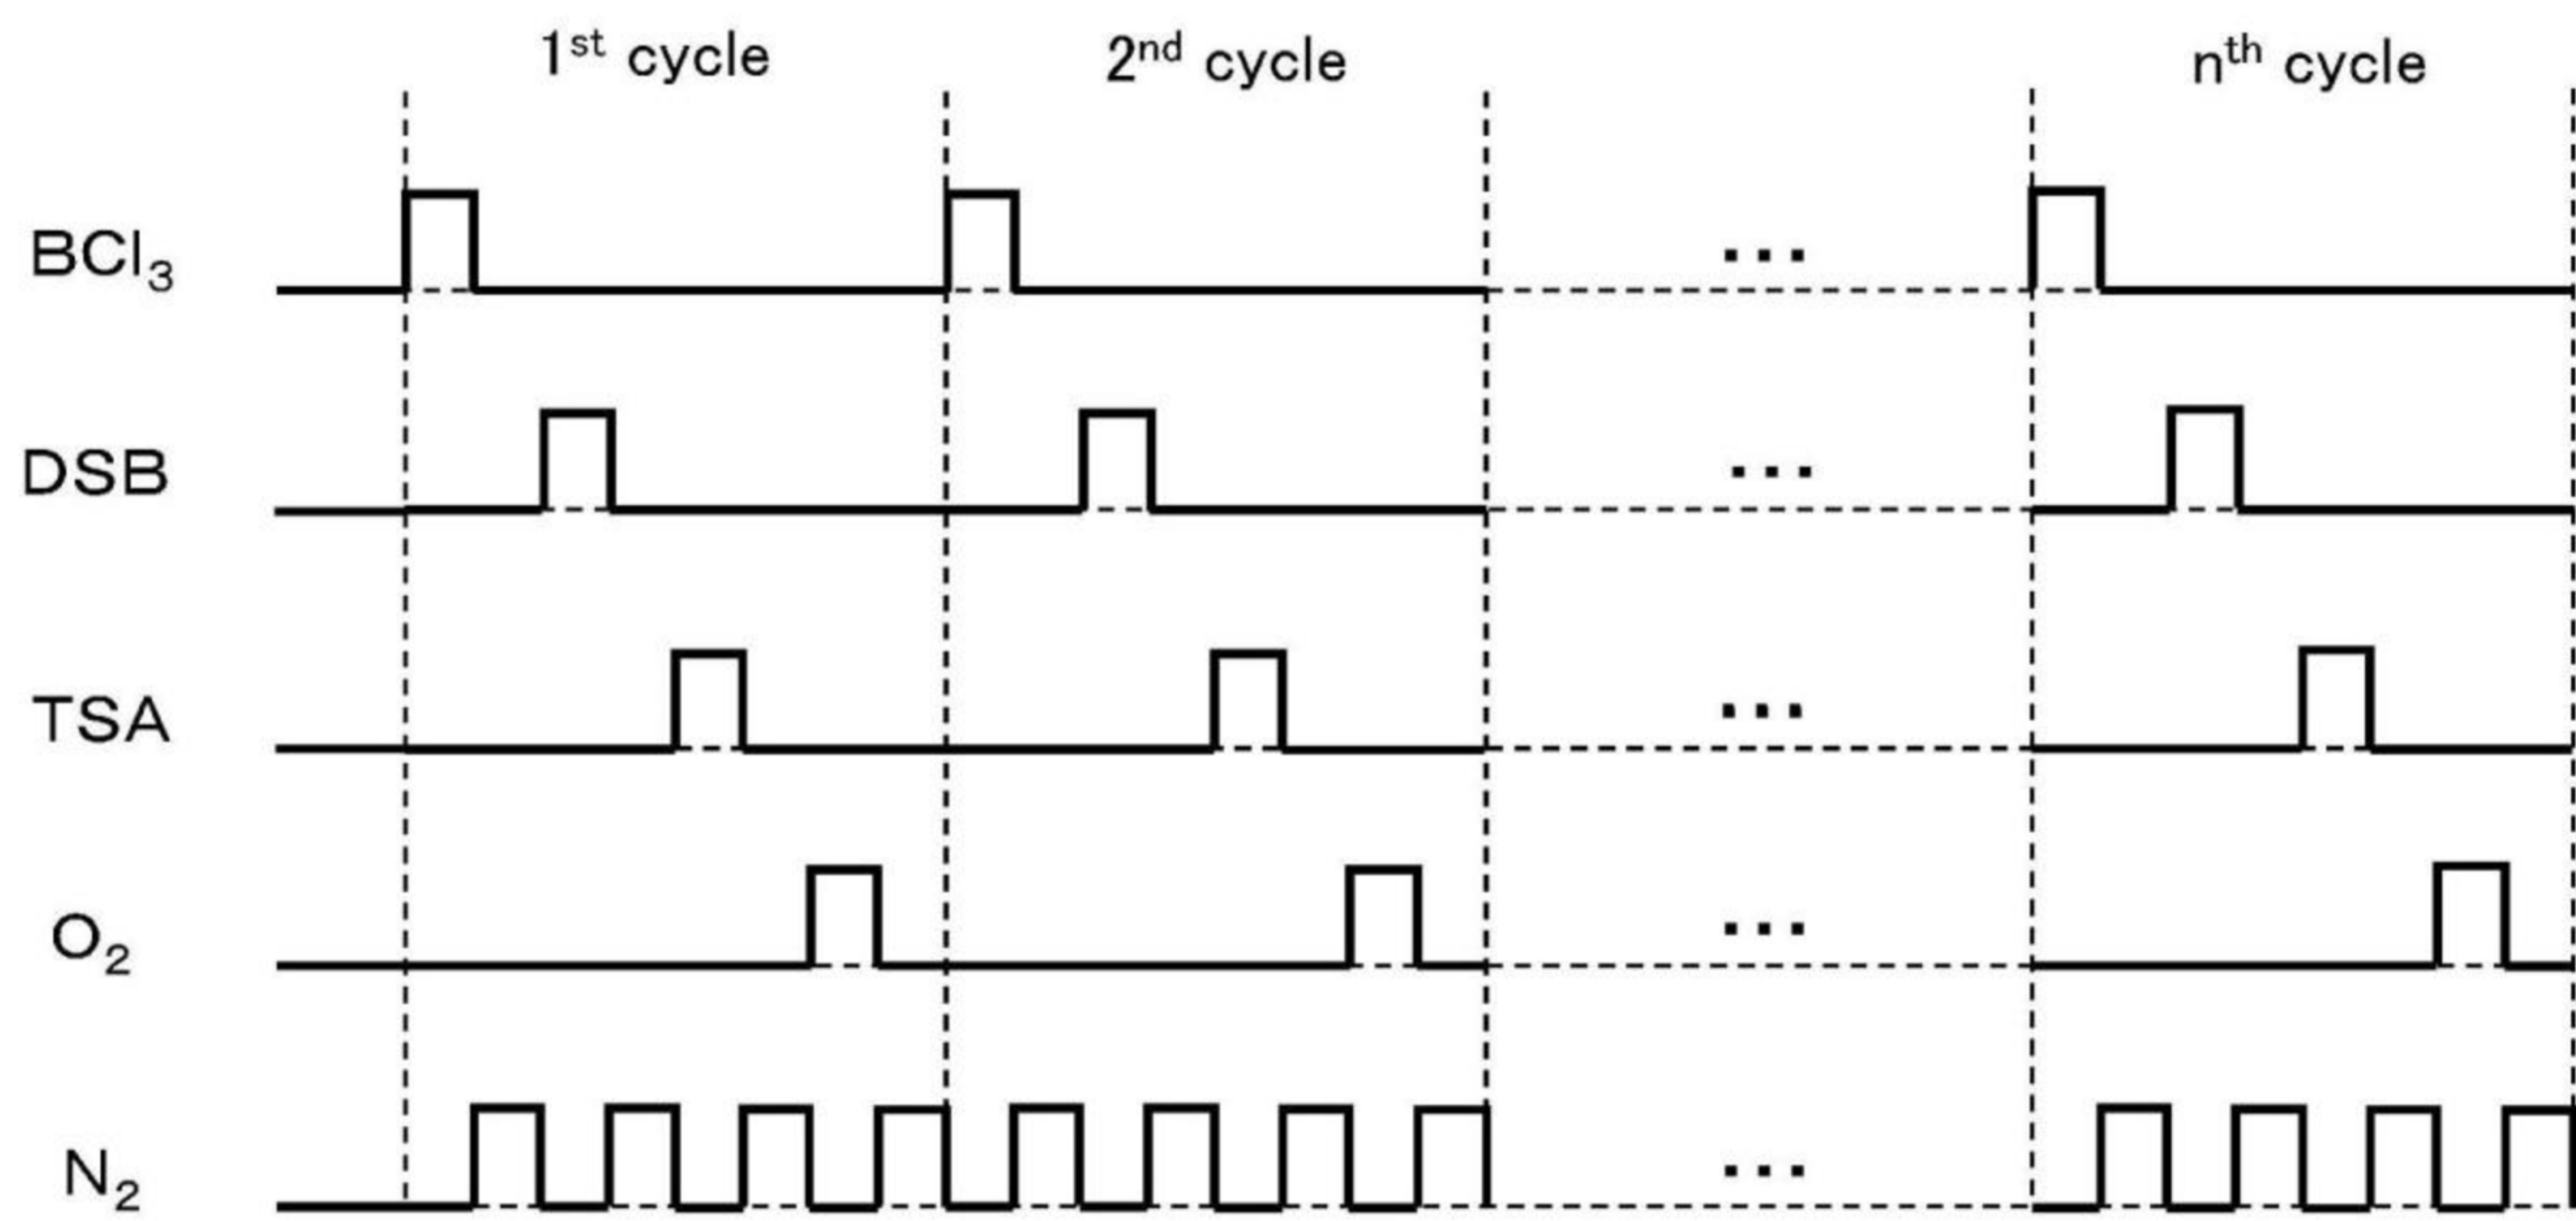 1st cycle
2nd cycle
nth cycle
BCl3
...
DSB
...
TSA
...
O2
...
N2
...